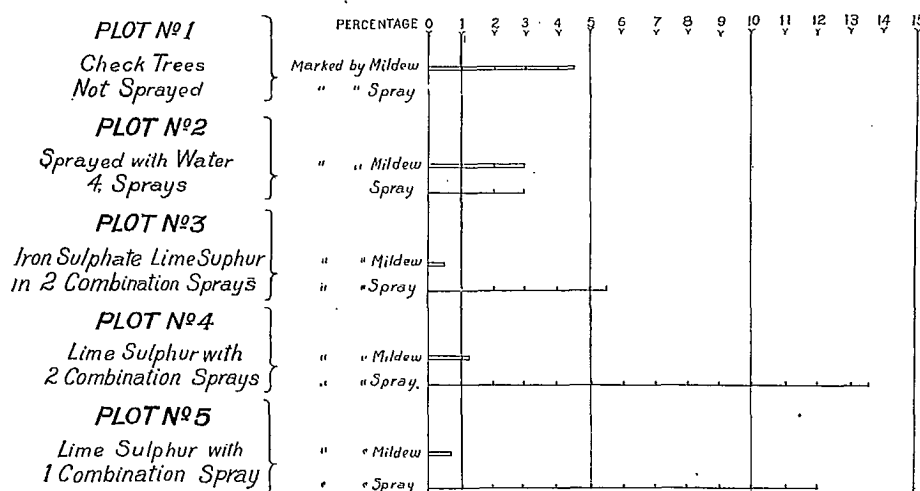 PERCENTAGE 0 1 2 3 4 5 6 7 8 9 10 11 12 13 14 15
PLOT Nº1
Check Trees
Not Sprayed
Marked by Mildew
" " Spray
PLOT Nº2
Sprayed with Water
4 Sprays
" " Mildew
Spray
PLOT Nº3
Iron Sulphate Lime Suphur
in 2 Combination Sprays
" " Mildew
" " Spray
PLOT Nº4
Lime Sulphur with
2 Combination Sprays
" " Mildew
" " Spray.
PLOT Nº5
Lime Sulphur with
1 Combination Spray
" " Mildew
" " Spray